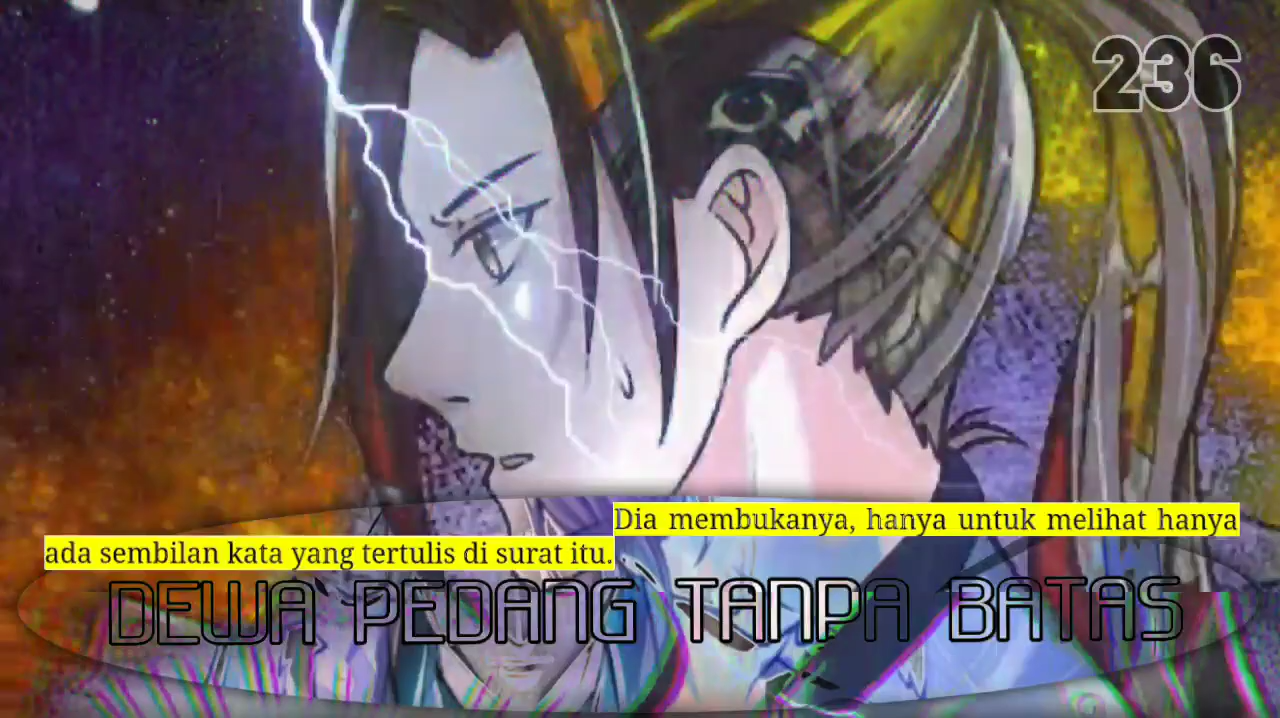 236
Dia membukanya, hanya untuk melihat hanya
ada sembilan kata yang tertulis di surat itu.
DEWA PEDANG TANPA BATAS